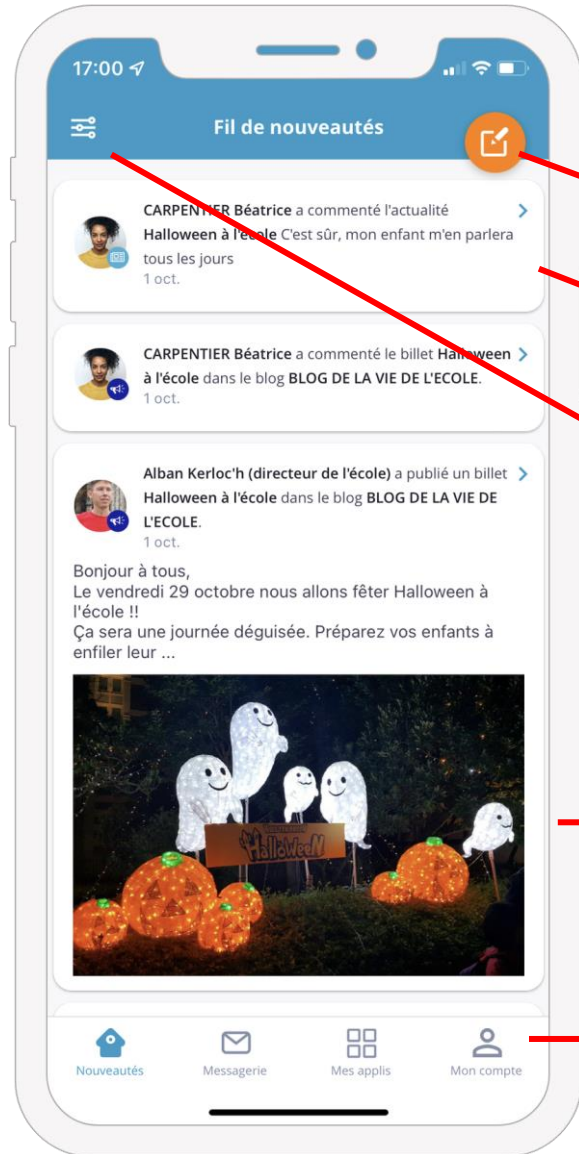 17:00
Fil de nouveautés
CARPENTIER Béatrice a commenté l'actualité
Halloween à l'école C'est sûr, mon enfant m'en parlera
tous les jours
1 oct.
CARPENTIER Béatrice a commenté le billet Halloween
à l'école dans le blog BLOG DE LA VIE DE L'ECOLE.
1 oct.
Alban Kerloc'h (directeur de l'école) a publié un billet
Halloween à l'école dans le blog BLOG DE LA VIE DE
L'ECOLE.
1 oct.
Bonjour à tous,
Le vendredi 29 octobre nous allons fêter Halloween à
l'école !!
Ça sera une journée déguisée. Préparez vos enfants à
enfiler leur ...
HalloweeN
Nouveautés
Messagerie
Mes applis
Mon compte